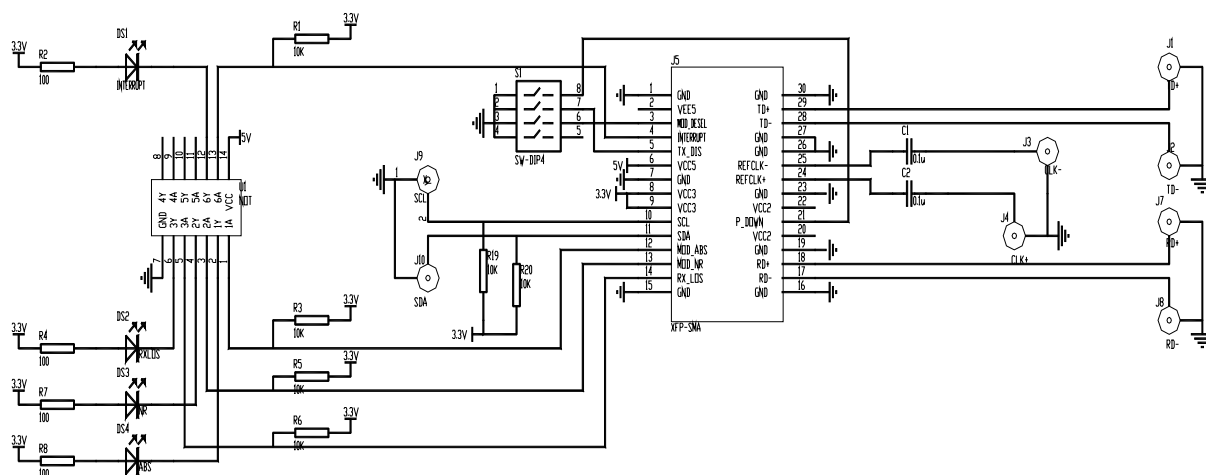 3.3V
R2
100
DS1
INTERRUPT
R1
10K
3.3V
5V
8 9 10 11 12 13 14
4Y 4A 5Y 5A 6Y 6A VCC
GND 3Y 3A 2Y 2A 1Y 1A
7 6 5 4 3 2 1
U1
NOT
3.3V
R4
100
DS2
RXLOS
3.3V
R7
100
DS3
NR
3.3V
R8
100
DS4
ABS
R3
10K
3.3V
R5
10K
3.3V
R6
10K
3.3V
S1
1 8
2 7
3 6
4 5
SW-DIP4
J9
1
SCL
2
J10
SDA
R19
10K
R20
10K
3.3V
5V
3.3V
J5
1 GND GND 30
2 VEE5 TD+ 29
3 MOD_DESEL TD- 28
4 INTERRUPT GND 27
5 TX_DIS GND 26
6 VCC5 REFCLK- 25
7 GND REFCLK+ 24
8 VCC3 GND 23
9 VCC3 VCC2 22
10 SCL P_DOWN 21
11 SDA VCC2 20
12 MOD_ABS GND 19
13 MOD_NR RD+ 18
14 RX_LOS RD- 17
15 GND GND 16
XFP-SMA
C1
0.1u
C2
0.1u
J3
CLK-
J4
CLK+
J1
TD+
J2
TD-
J7
RD+
J8
RD-